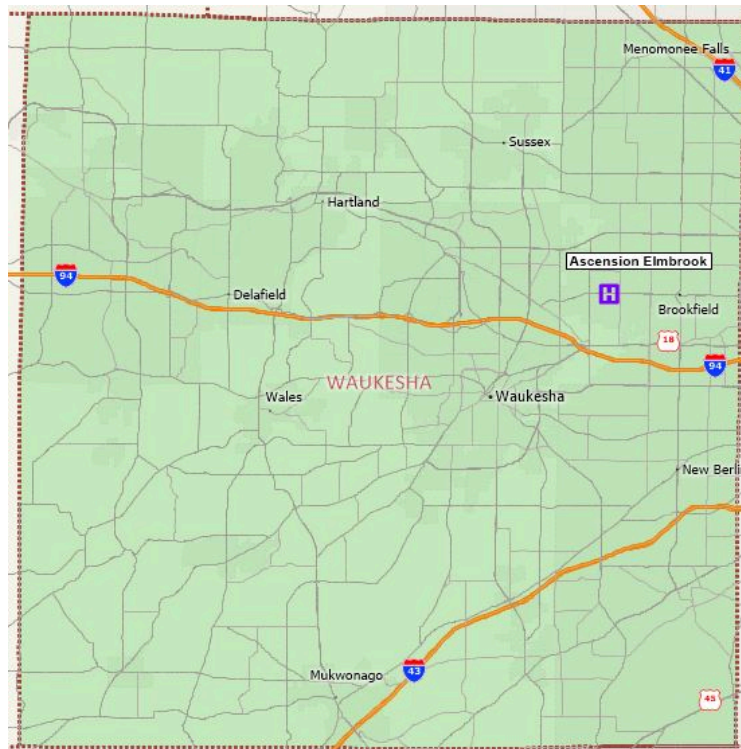 Menomonee Falls
41
Sussex
Hartland
Ascension Elmbrook
94
H
Delafield
Brookfield
18
94
WAUKESHA
Wales
Waukesha
New Berli
Mukwonago
43
45